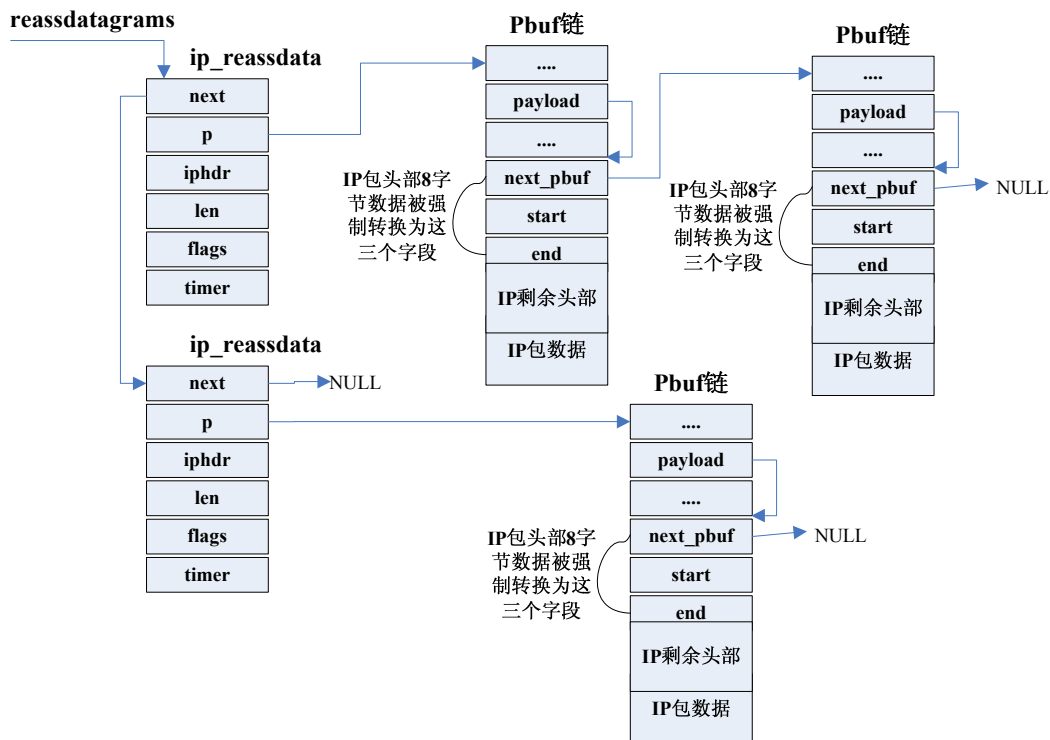 reassdatagrams
ip_reassdata
next
p
iphdr
len
flags
timer
Pbuf链
....
payload
....
next_pbuf
start
end
IP剩余头部
IP包数据
IP包头部8字
节数据被强
制转换为这
三个字段
Pbuf链
....
payload
....
next_pbuf
start
end
IP剩余头部
IP包数据
IP包头部8字
节数据被强
制转换为这
三个字段
NULL
ip_reassdata
next
p
iphdr
len
flags
timer
NULL
Pbuf链
....
payload
....
next_pbuf
start
end
IP剩余头部
IP包数据
IP包头部8字
节数据被强
制转换为这
三个字段
NULL